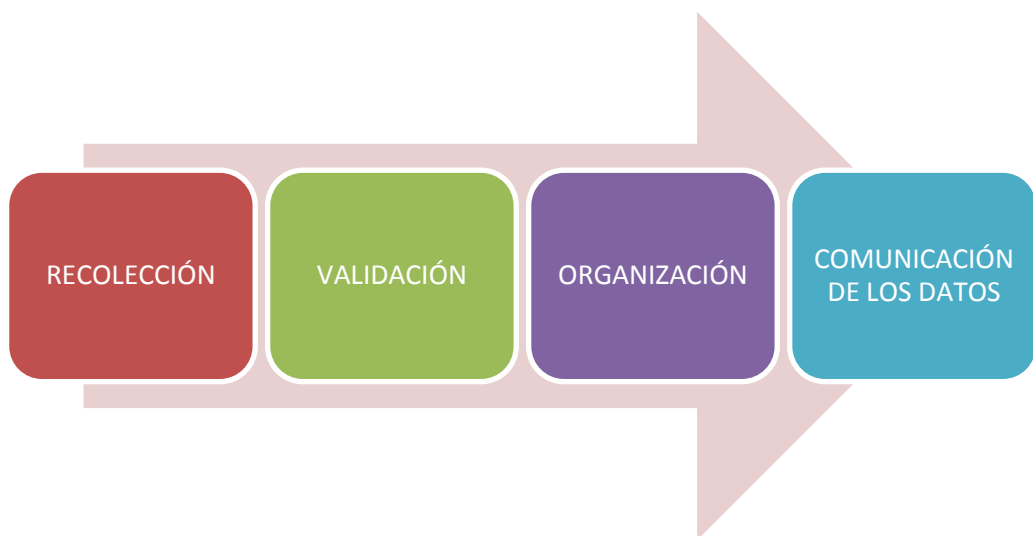 RECOLECCIÓN
VALIDACIÓN
ORGANIZACIÓN
COMUNICACIÓN
DE LOS DATOS